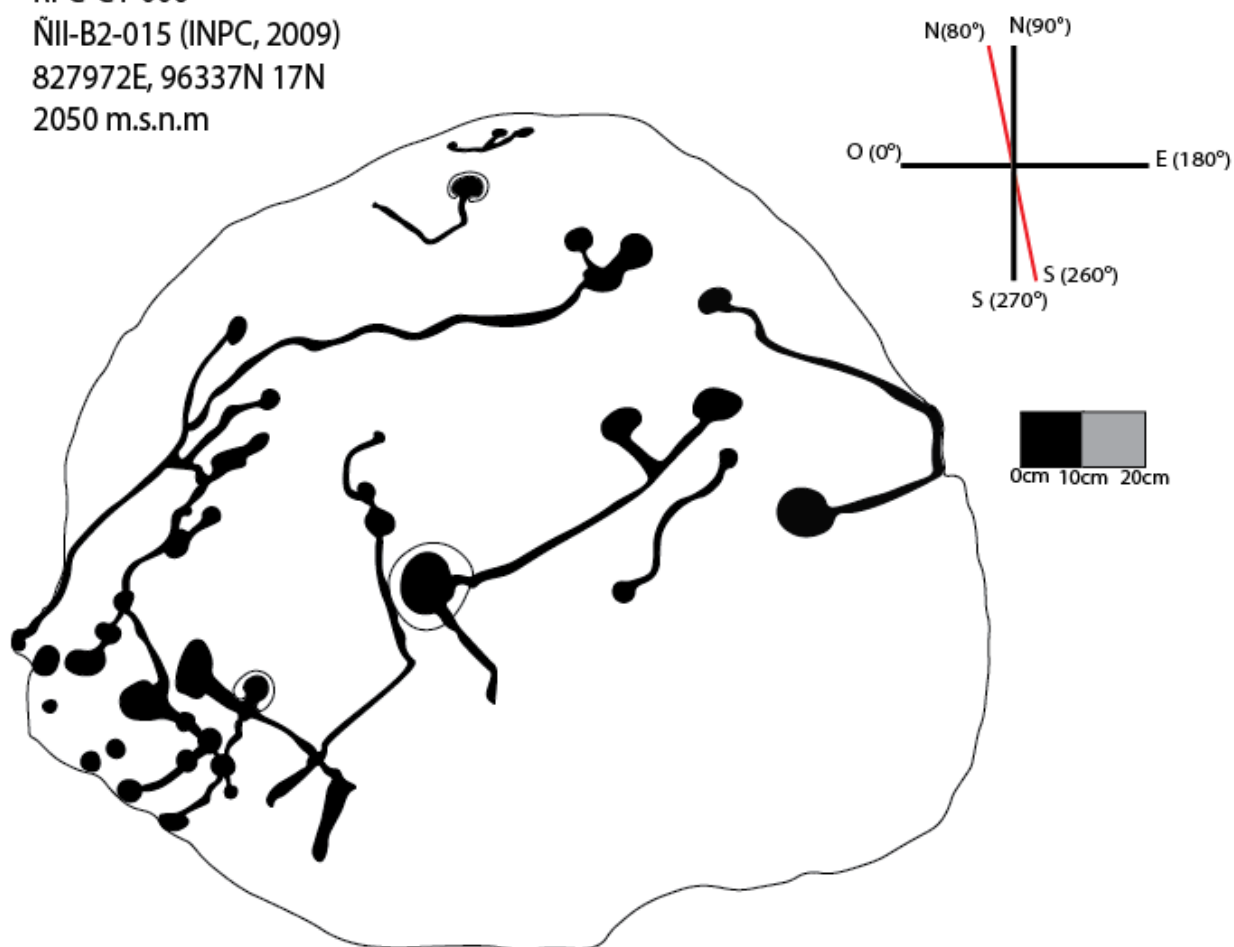 ÑII-B2-015 (INPC, 2009)
827972E, 96337N 17N
2050 m.s.n.m
N(80°) N(90°)
O (0°) E (180°)
S (260°)
S (270°)
0cm 10cm 20cm